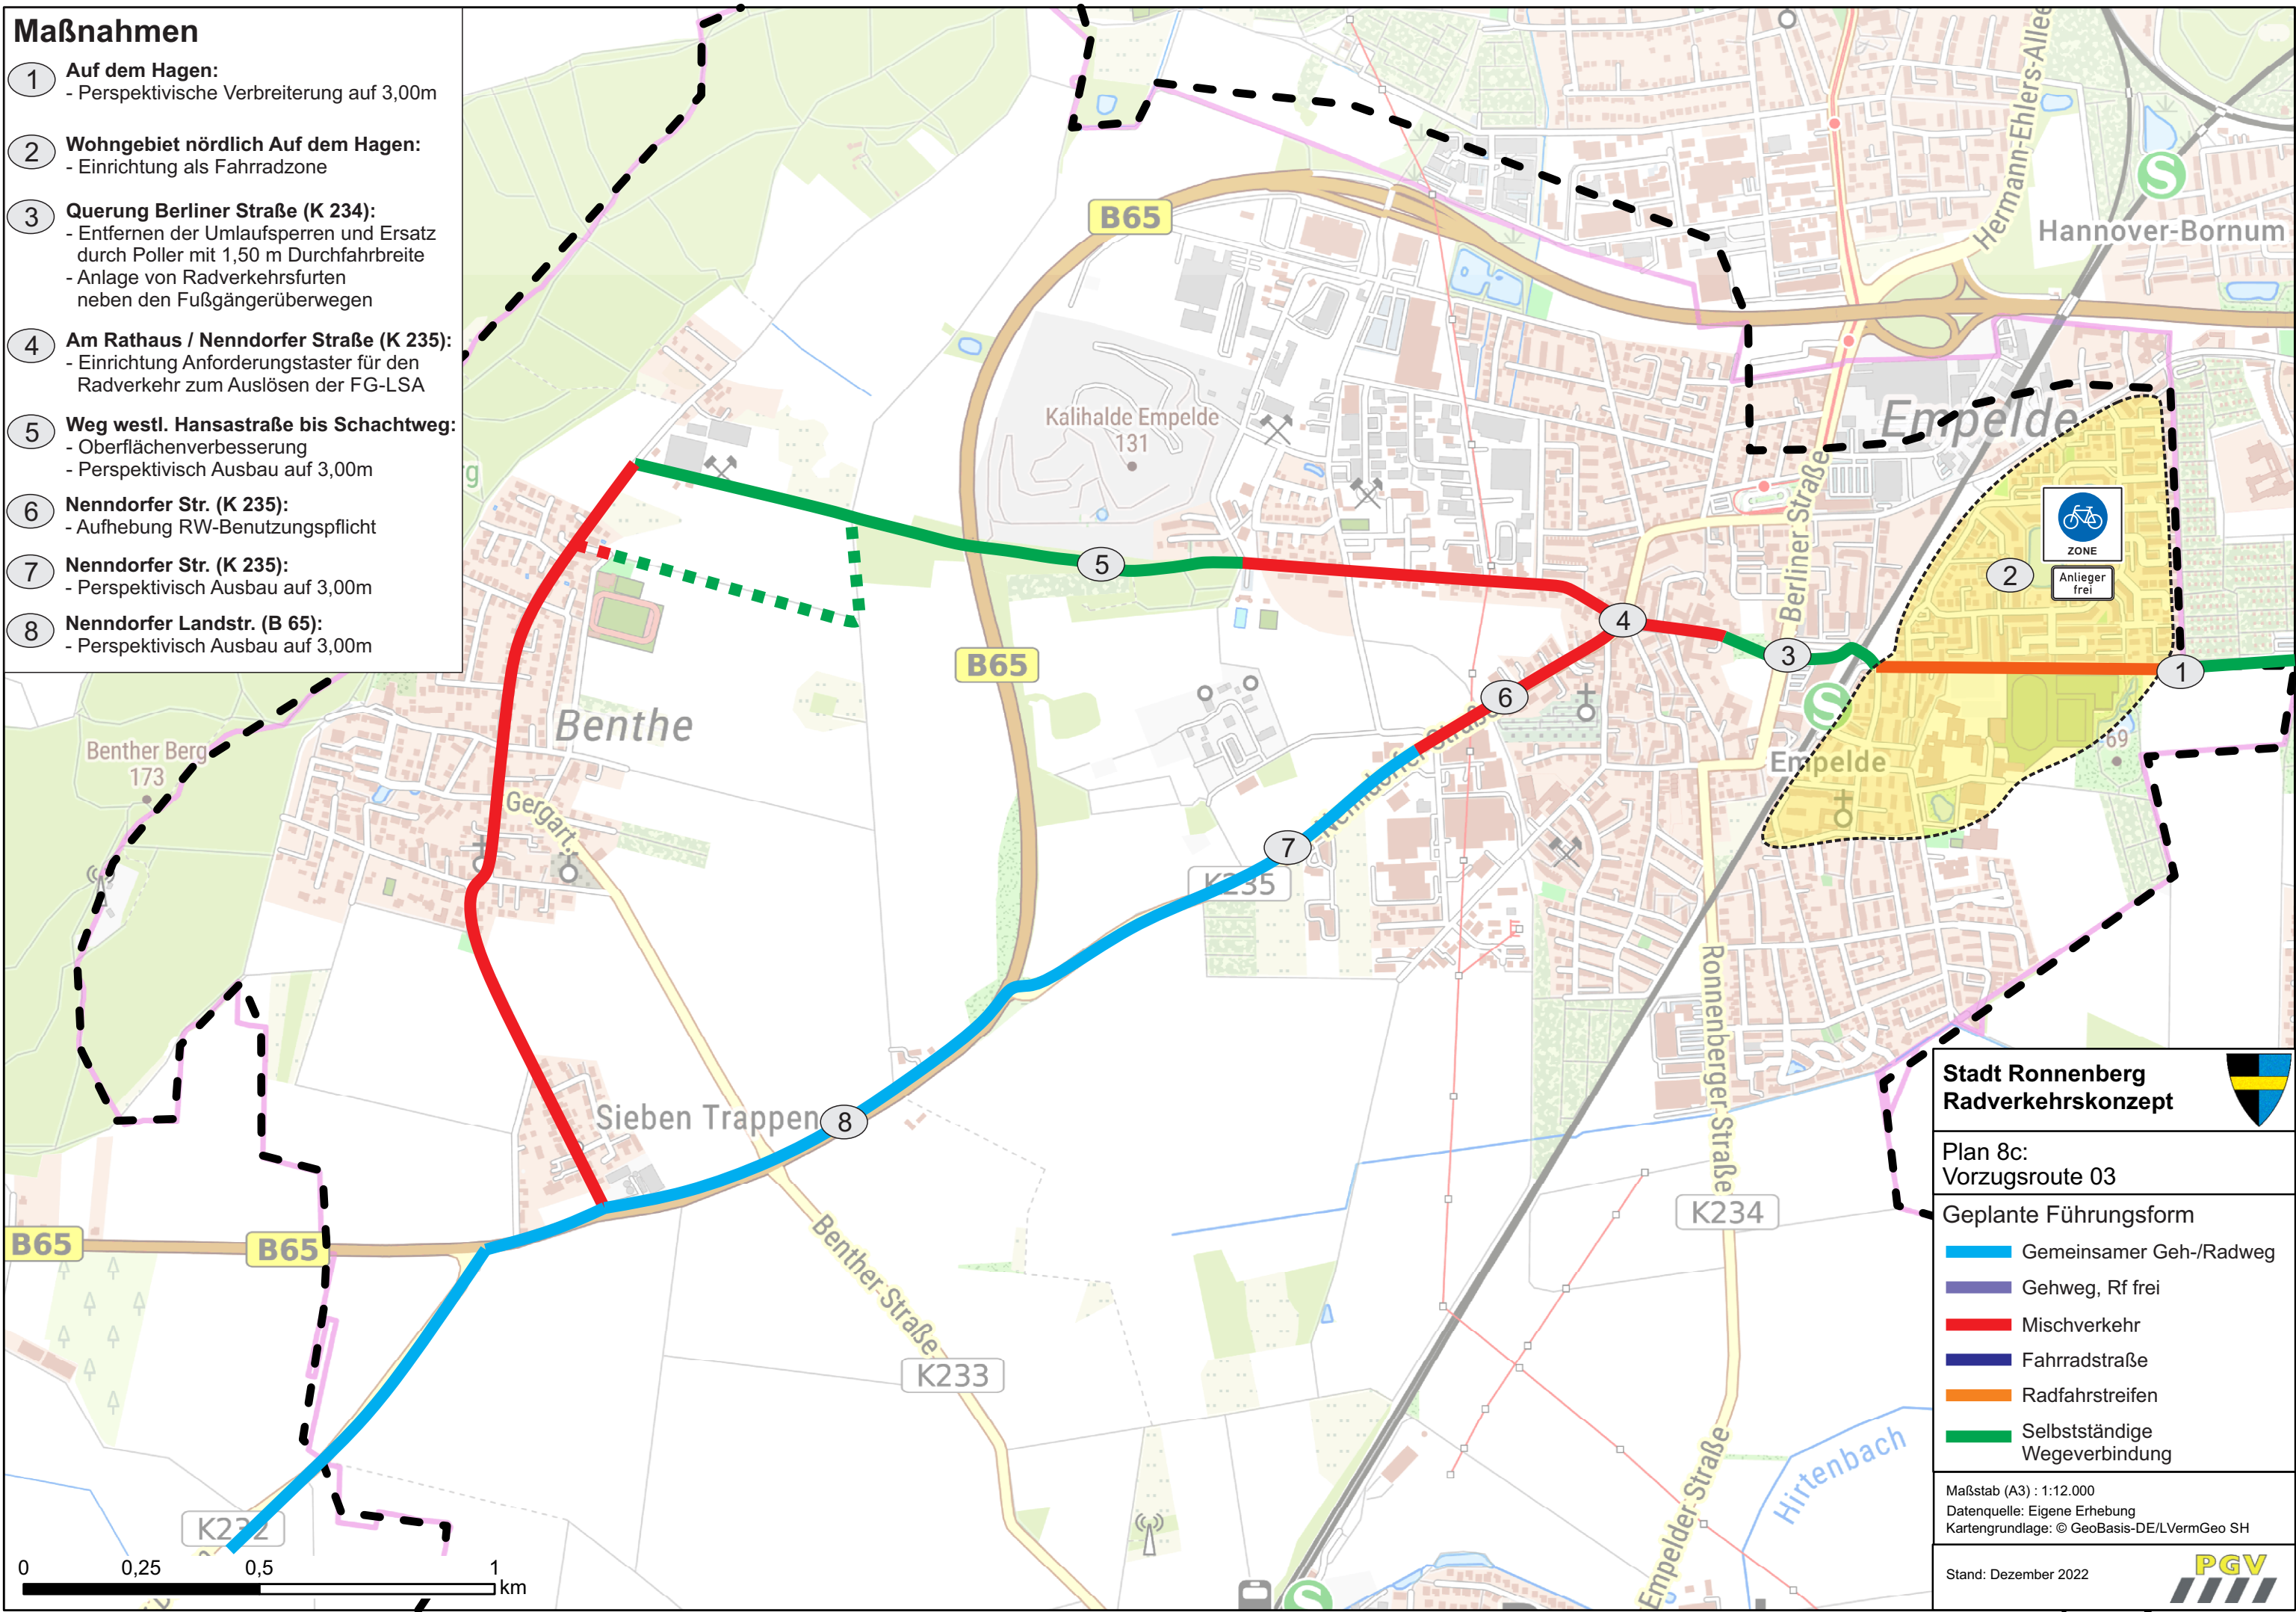 Maßnahmen
1
Auf dem Hagen:
- Perspektivische Verbreiterung auf 3,00m
2
Wohngebiet nördlich Auf dem Hagen:
- Einrichtung als Fahrradzone
3
Querung Berliner Straße (K 234):
- Entfernen der Umlaufsperren und Ersatz
durch Poller mit 1,50 m Durchfahrbreite
- Anlage von Radverkehrsfurten
neben den Fußgängerüberwegen
4
Am Rathaus / Nenndorfer Straße (K 235):
- Einrichtung Anforderungstaster für den
Radverkehr zum Auslösen der FG-LSA
5
Weg westl. Hansastraße bis Schachtweg:
- Oberflächenverbesserung
- Perspektivisch Ausbau auf 3,00m
6
Nenndorfer Str. (K 235):
- Aufhebung RW-Benutzungspflicht
7
Nenndorfer Str. (K 235):
- Perspektivisch Ausbau auf 3,00m
8
Nenndorfer Landstr. (B 65):
- Perspektivisch Ausbau auf 3,00m
Hermann-Ehlers-Allee
S
Hannover-Bornum
B65
Kalihalde Empelde
131
Empelde
Berliner Straße
ZONE
Anlieger
frei
2
5
4
3
1
6
S
B65
Benthe
Benther Berg
173
Empelde
69
Gergart.
Nenndorfer Straße
7
K235
Ronnenberger Straße
Sieben Trappen
8
B65
B65
Benther Straße
K234
K233
Empelder Straße
Hirtenbach
K232
S
0
0,25
0,5
1
km
Stadt Ronnenberg
Radverkehrskonzept
Plan 8c:
Vorzugsroute 03
Geplante Führungsform
Gemeinsamer Geh-/Radweg
Gehweg, Rf frei
Mischverkehr
Fahrradstraße
Radfahrstreifen
Selbstständige
Wegeverbindung
Maßstab (A3) : 1:12.000
Datenquelle: Eigene Erhebung
Kartengrundlage: © GeoBasis-DE/LVermGeo SH
Stand: Dezember 2022
PGV